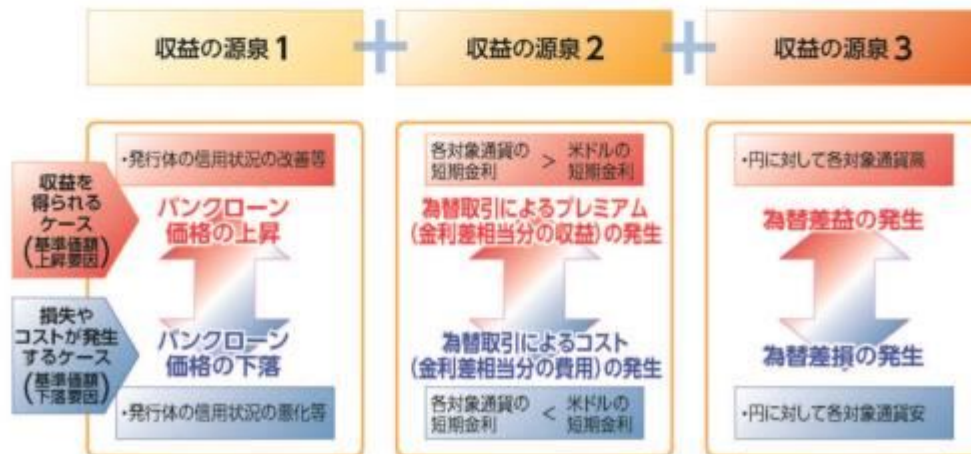 収益の源泉1
+
収益の源泉2
+
収益の源泉3
収益を
得られる
ケース
(基準価額
上昇要因)
損失や
コストが発生
するケース
(基準価額
下落要因)
・発行体の信用状況の改善等
バンクローン
価格の上昇
バンクローン
価格の下落
・発行体の信用状況の悪化等
各対象通貨の
短期金利
>
米ドルの
短期金利
為替取引によるプレミアム
(金利差相当分の収益)の発生
為替取引によるコスト
(金利差相当分の費用)の発生
各対象通貨の
短期金利
<
米ドルの
短期金利
・円に対して各対象通貨高
為替差益の発生
為替差損の発生
・円に対して各対象通貨安